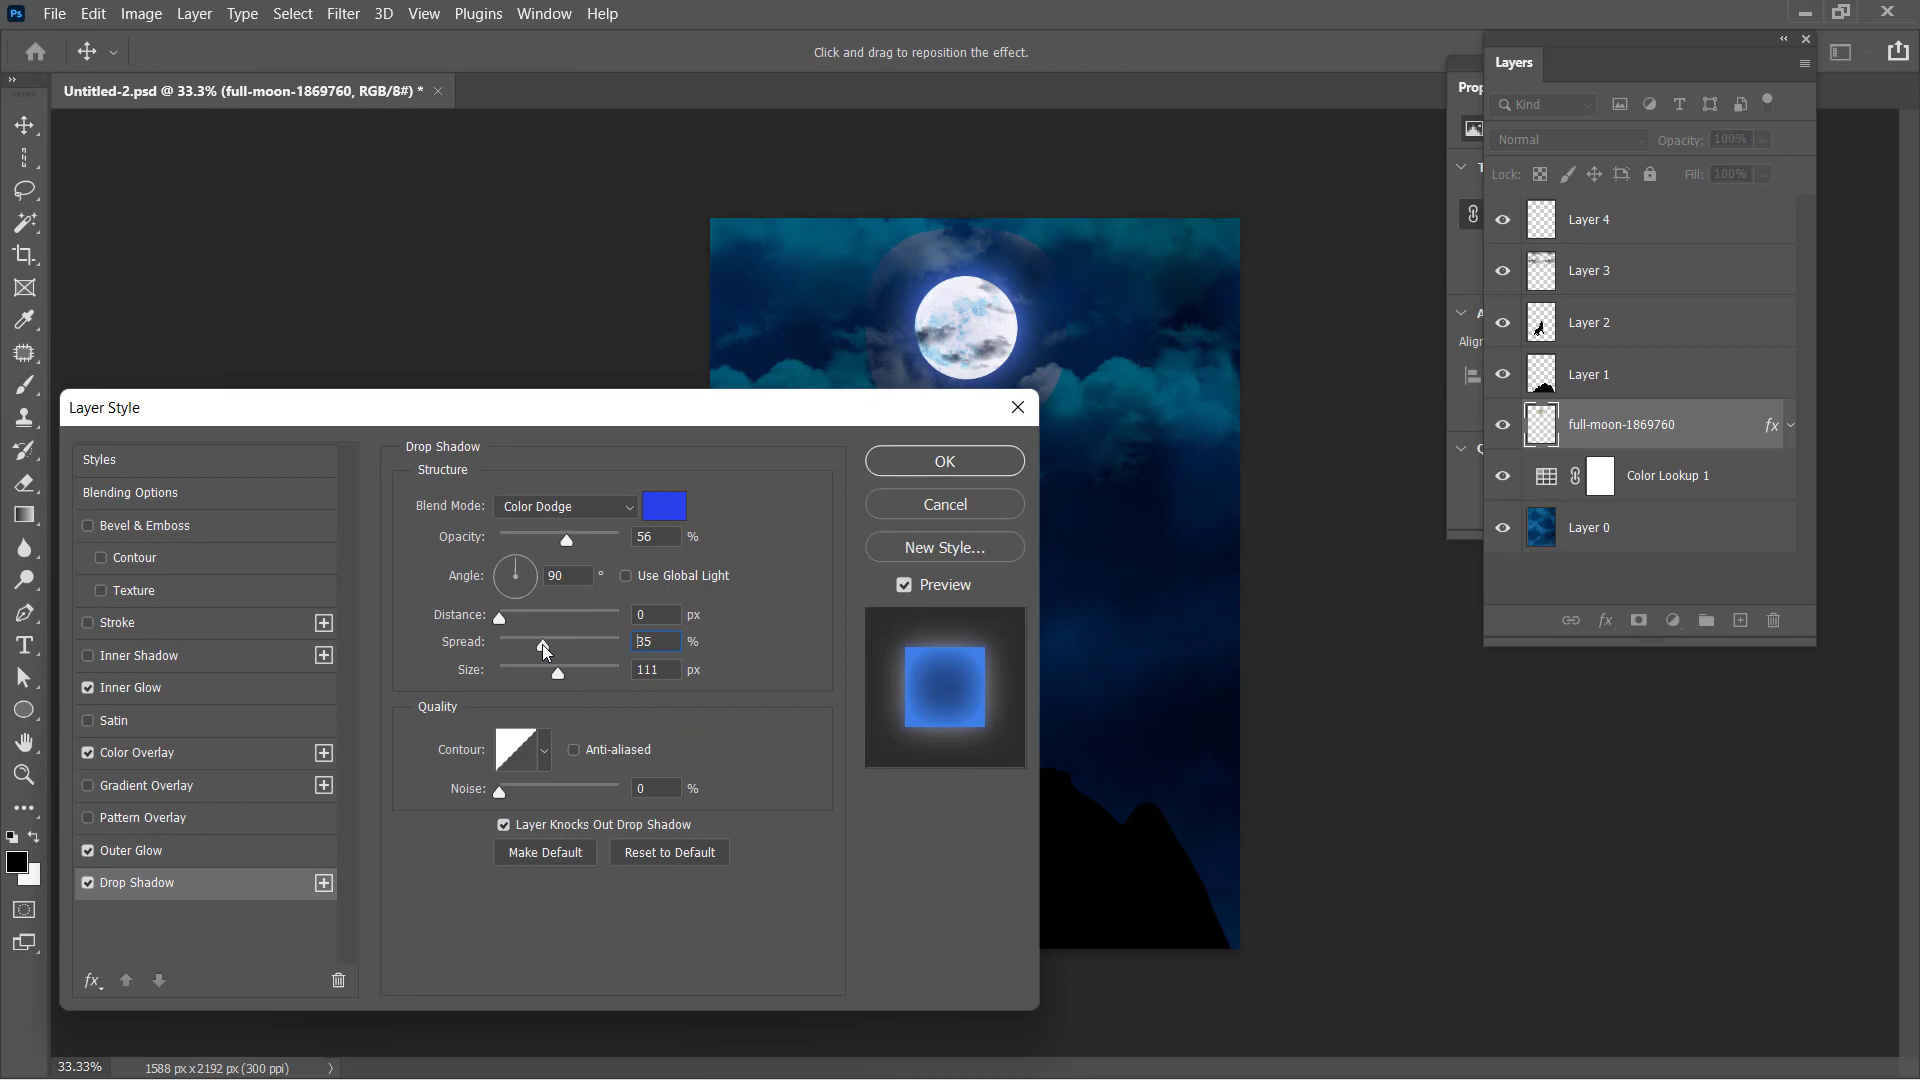 Ps File Edit Image Layer Type Select Filter 3D View Plugins Window Help
Click and drag to reposition the effect.
Untitled-2.psd @ 33.3% (full-moon-1869760, RGB/8#) *
Layers
Kind
Normal Opacity: 100%
Lock: Fill: 100%
Layer 4
Layer 3
Layer 2
Layer 1
full-moon-1869760 fx
Color Lookup 1
Layer 0
fx
Prop
T
A
Align
Q
Layer Style
Styles
Blending Options
Bevel & Emboss
Contour
Texture
Stroke
Inner Shadow
Inner Glow
Satin
Color Overlay
Gradient Overlay
Pattern Overlay
Outer Glow
Drop Shadow
fx
Drop Shadow
Structure
Blend Mode: Color Dodge
Opacity: 56 %
Angle: 90 ° Use Global Light
Distance: 0 px
Spread: 35 %
Size: 111 px
Quality
Contour: Anti-aliased
Noise: 0 %
Layer Knocks Out Drop Shadow
Make Default Reset to Default
OK
Cancel
New Style...
Preview
33.33% 1588 px x 2192 px (300 ppi)